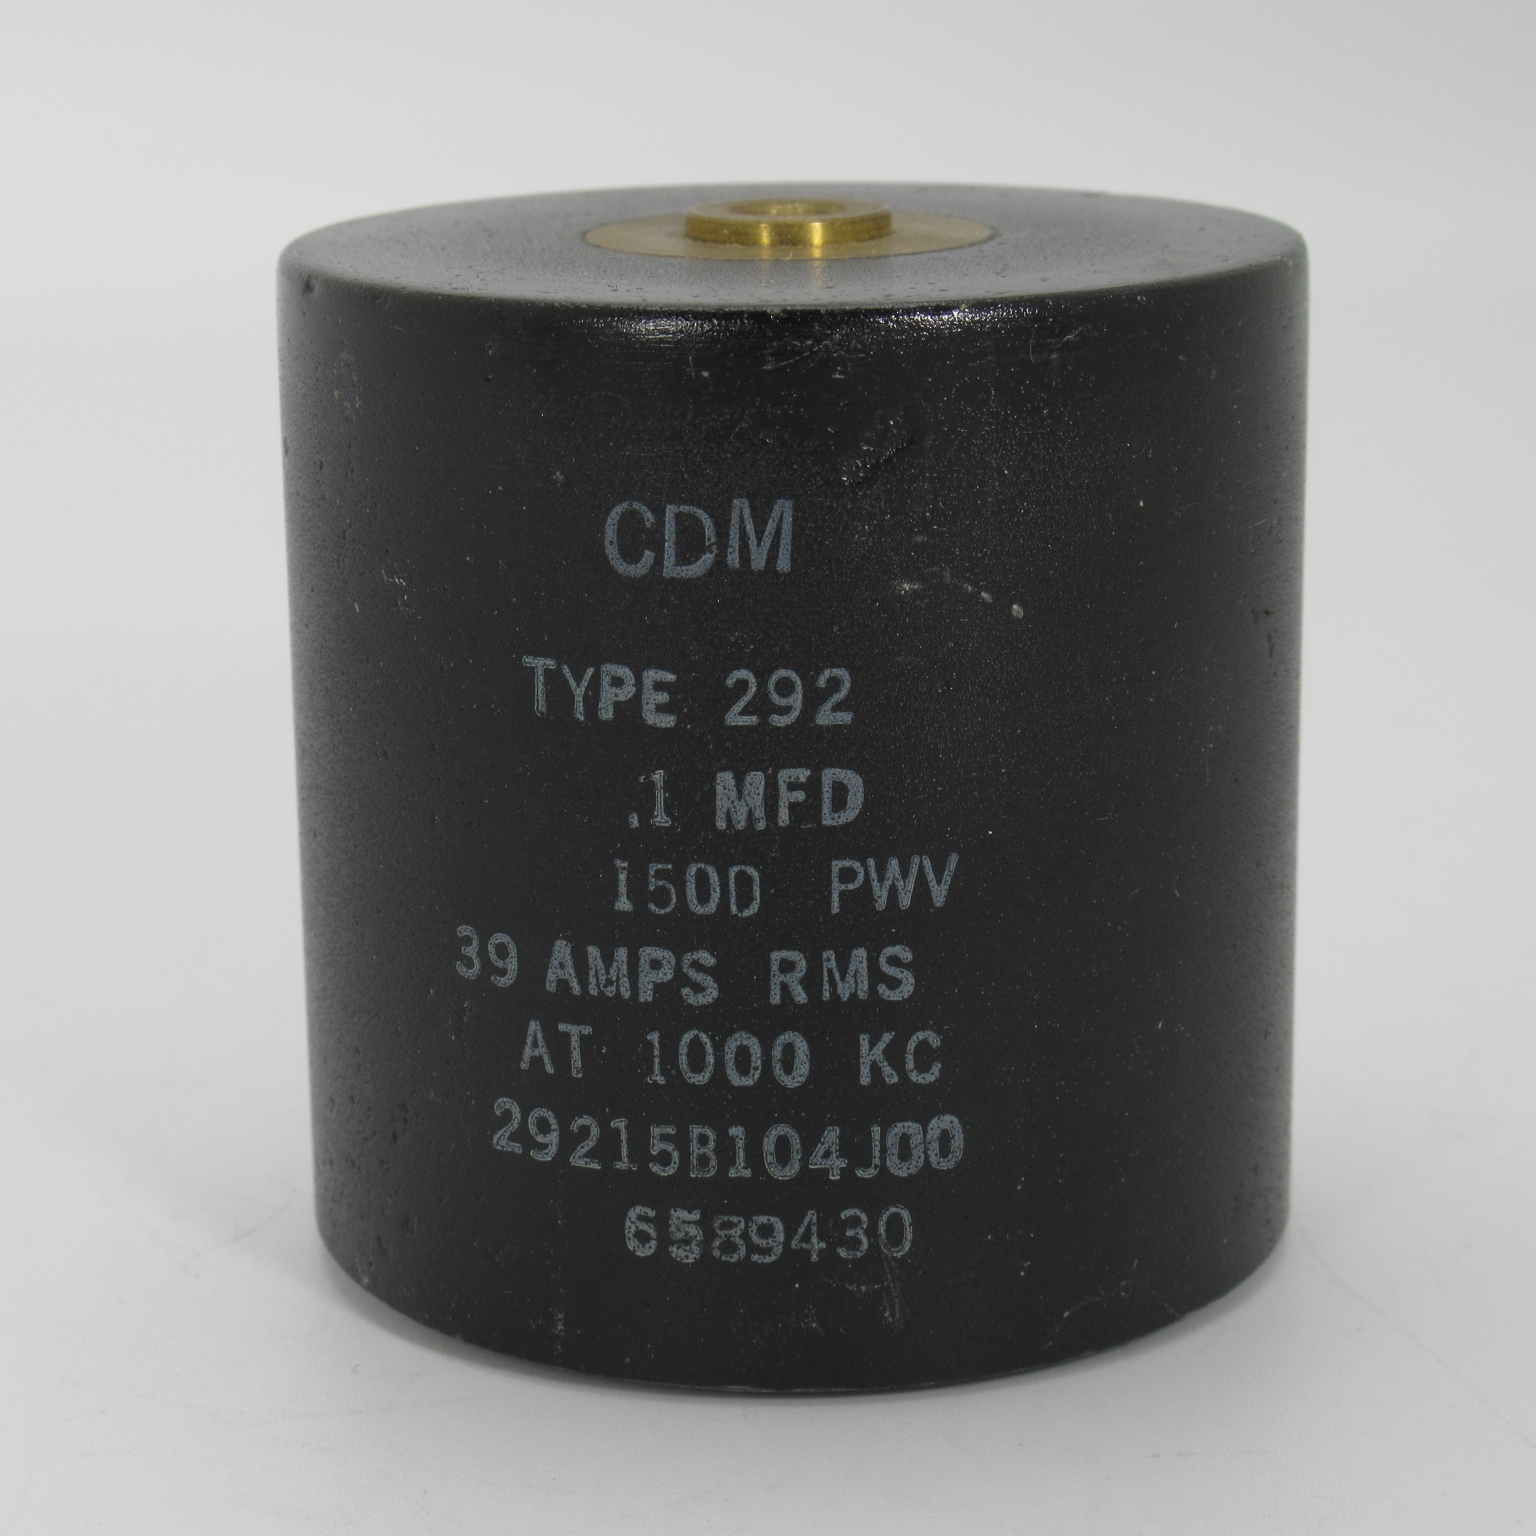 CDM
TYPE 292
.1 MFD
1500 PWV
39 AMPS RMS
AT 1000 KC
29215B104J00
6589430